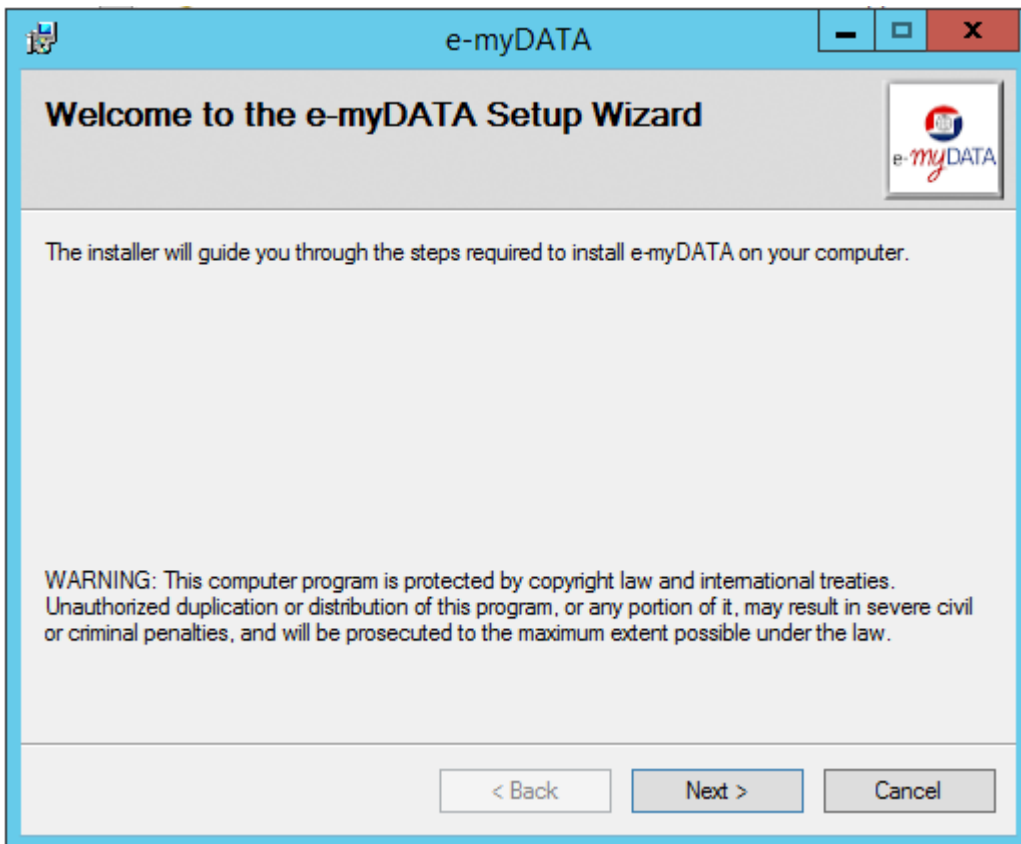 e-myDATA
Welcome to the e-myDATA Setup Wizard
e-myDATA
The installer will guide you through the steps required to install e-myDATA on your computer.
WARNING: This computer program is protected by copyright law and international treaties.
Unauthorized duplication or distribution of this program, or any portion of it, may result in severe civil
or criminal penalties, and will be prosecuted to the maximum extent possible under the law.
< Back Next > Cancel